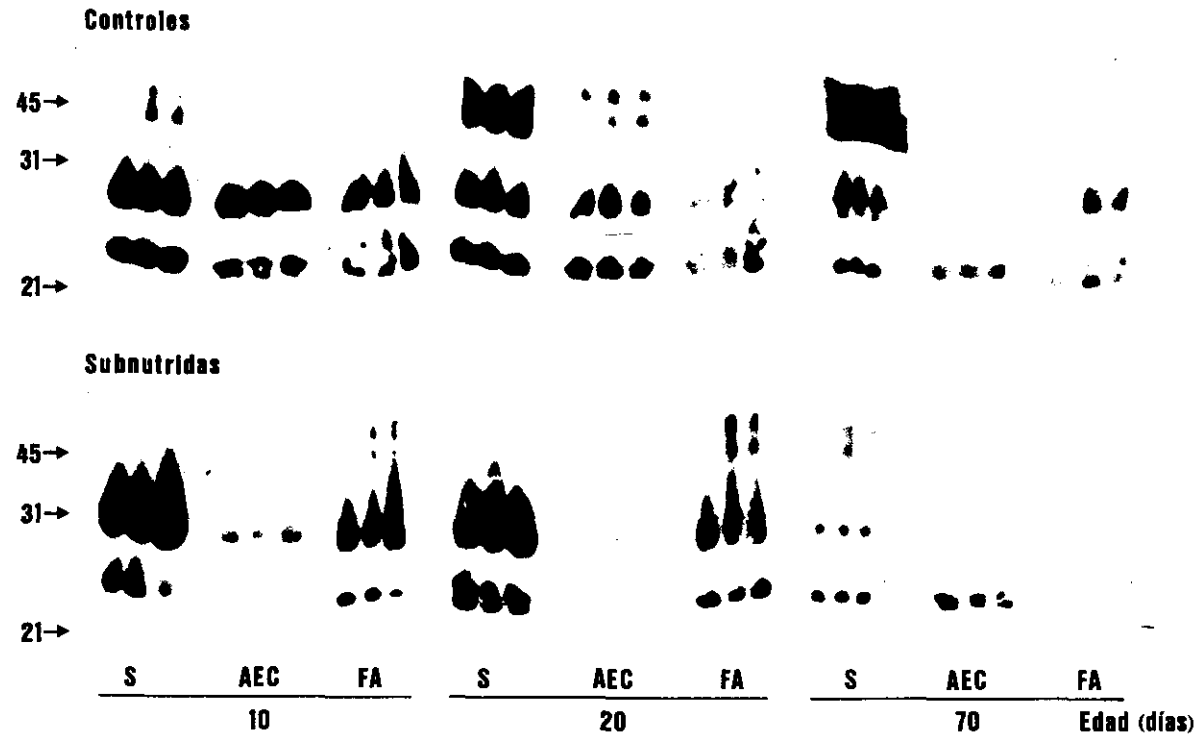 Controles
45→
31→
21→
Subnutridas
45→
31→
21→
S AEC FA S AEC FA S AEC FA
10 20 70 Edad (días)